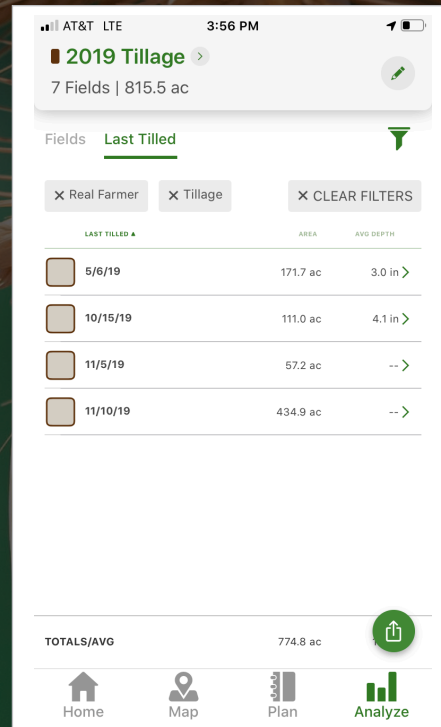 AT&T LTE 3:56 PM
2019 Tillage
7 Fields | 815.5 ac
Fields Last Tilled
× Real Farmer × Tillage × CLEAR FILTERS
LAST TILLED ▲ AREA AVG DEPTH
5/6/19 171.7 ac 3.0 in
10/15/19 111.0 ac 4.1 in
11/5/19 57.2 ac --
11/10/19 434.9 ac --
TOTALS/AVG 774.8 ac
Home Map Plan Analyze